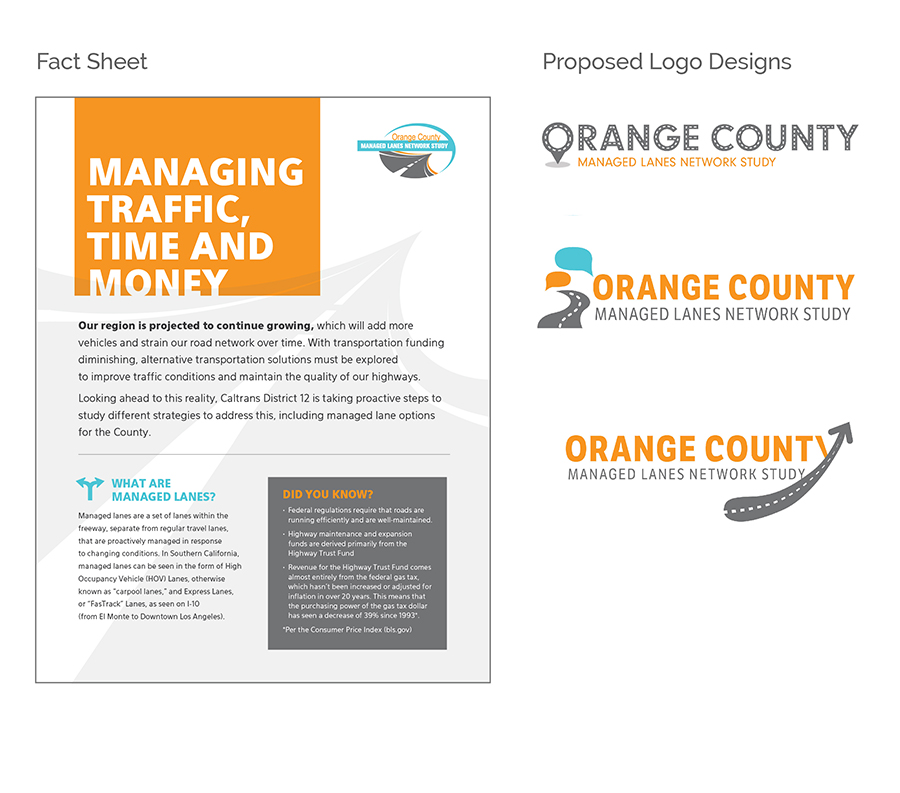 Fact Sheet
Proposed Logo Designs
MANAGING
TRAFFIC,
TIME AND
MONEY
Orange County
MANAGED LANES NETWORK STUDY
Our region is projected to continue growing, which will add more
vehicles and strain our road network over time. With transportation funding
diminishing, alternative transportation solutions must be explored
to improve traffic conditions and maintain the quality of our highways.
Looking ahead to this reality, Caltrans District 12 is taking proactive steps to
study different strategies to address this, including managed lane options
for the County.
WHAT ARE
MANAGED LANES?
Managed lanes are a set of lanes within the
freeway, separate from regular travel lanes,
that are proactively managed in response
to changing conditions. In Southern California,
managed lanes can be seen in the form of High
Occupancy Vehicle (HOV) Lanes, otherwise
known as “carpool lanes,” and Express Lanes,
or “FasTrack” Lanes, as seen on I-10
(from El Monte to Downtown Los Angeles).
DID YOU KNOW?
· Federal regulations require that roads are
running efficiently and are well-maintained.
· Highway maintenance and expansion
funds are derived primarily from the
Highway Trust Fund
· Revenue for the Highway Trust Fund comes
almost entirely from the federal gas tax,
which hasn’t been increased or adjusted for
inflation in over 20 years. This means that
the purchasing power of the gas tax dollar
has seen a decrease of 39% since 1993*.
*Per the Consumer Price Index (bls.gov)
ORANGE COUNTY
MANAGED LANES NETWORK STUDY
ORANGE COUNTY
MANAGED LANES NETWORK STUDY
ORANGE COUNTY
MANAGED LANES NETWORK STUDY